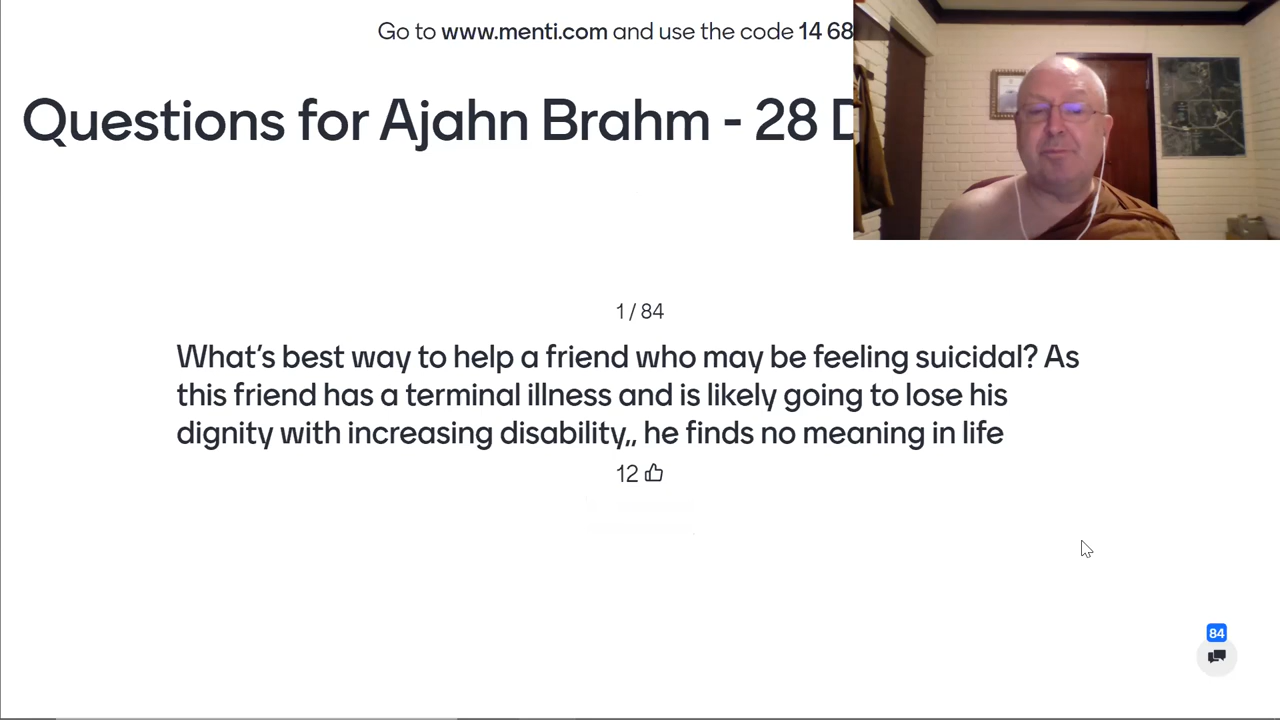 Go to www.menti.com and use the code 14 68
Questions for Ajahn Brahm - 28 D
1 / 84
What's best way to help a friend who may be feeling suicidal? As
this friend has a terminal illness and is likely going to lose his
dignity with increasing disability,, he finds no meaning in life
12
84